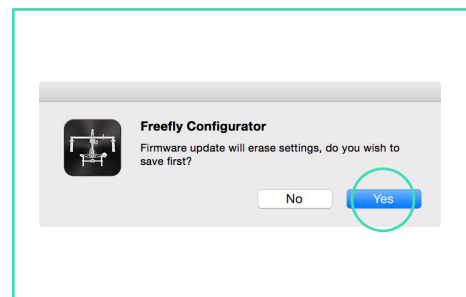 Freefly Configurator
Firmware update will erase settings, do you wish to
save first?
No
Yes